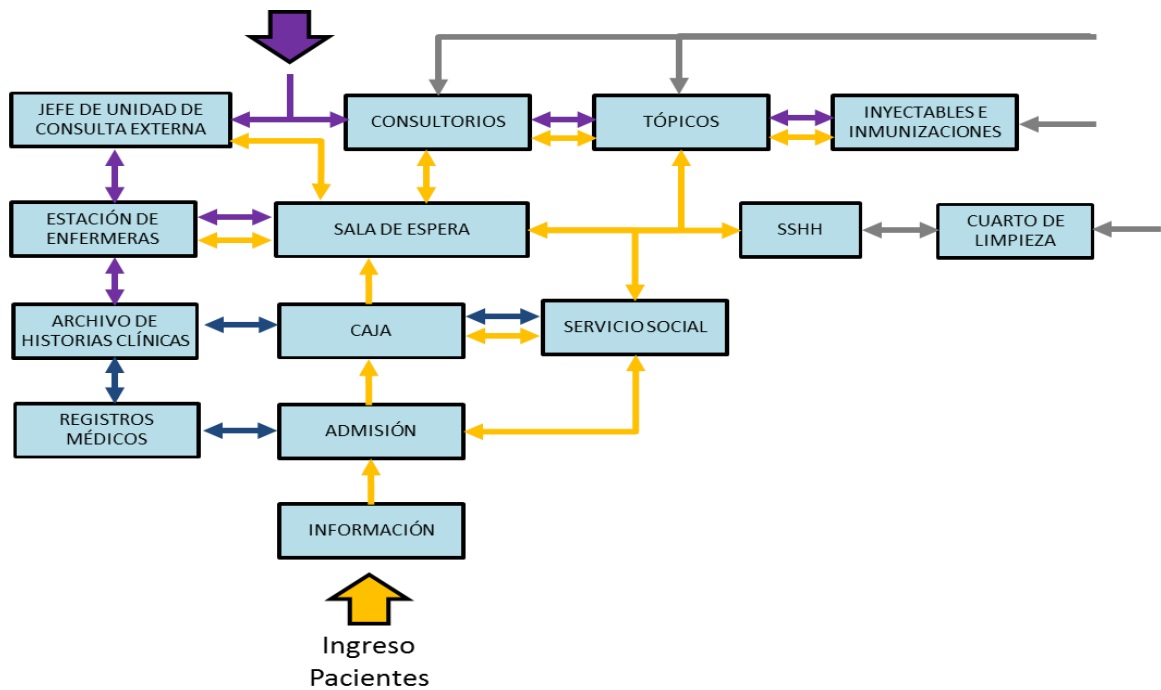 JEFE DE UNIDAD DE
CONSULTA EXTERNA
CONSULTORIOS
TÓPICOS
INYECTABLES E
INMUNIZACIONES
ESTACIÓN DE
ENFERMERAS
SALA DE ESPERA
SSHH
CUARTO DE
LIMPIEZA
ARCHIVO DE
HISTORIAS CLÍNICAS
CAJA
SERVICIO SOCIAL
REGISTROS
MÉDICOS
ADMISIÓN
INFORMACIÓN
Ingreso
Pacientes